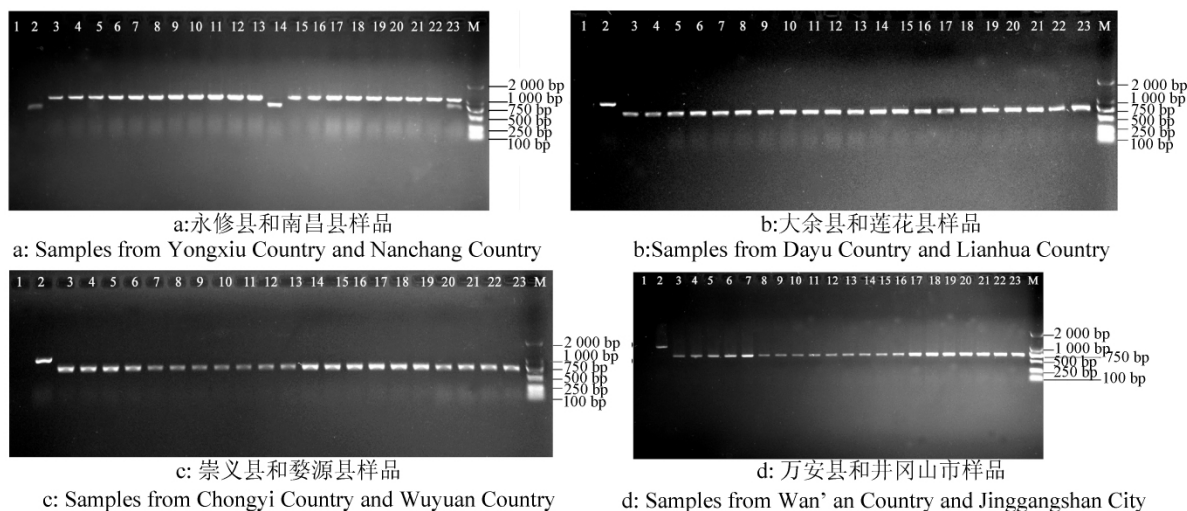 1 2 3 4 5 6 7 8 9 10 11 12 13 14 15 16 17 18 19 20 21 22 23 M
2 000 bp
1 000 bp
750 bp
500 bp
250 bp
100 bp
a:永修县和南昌县样品
a: Samples from Yongxiu Country and Nanchang Country
1 2 3 4 5 6 7 8 9 10 11 12 13 14 15 16 17 18 19 20 21 22 23 M
2 000 bp
1 000 bp
750 bp
500 bp
250 bp
100 bp
b:大余县和莲花县样品
b:Samples from Dayu Country and Lianhua Country
1 2 3 4 5 6 7 8 9 10 11 12 13 14 15 16 17 18 19 20 21 22 23 M
2 000 bp
1 000 bp
750 bp
500 bp
250 bp
100 bp
c: 崇义县和婺源县样品
c: Samples from Chongyi Country and Wuyuan Country
1 2 3 4 5 6 7 8 9 10 11 12 13 14 15 16 17 18 19 20 21 22 23 M
2 000 bp
1 000 bp
750 bp
500 bp
250 bp
100 bp
d: 万安县和井冈山市样品
d: Samples from Wan’ an Country and Jinggangshan City